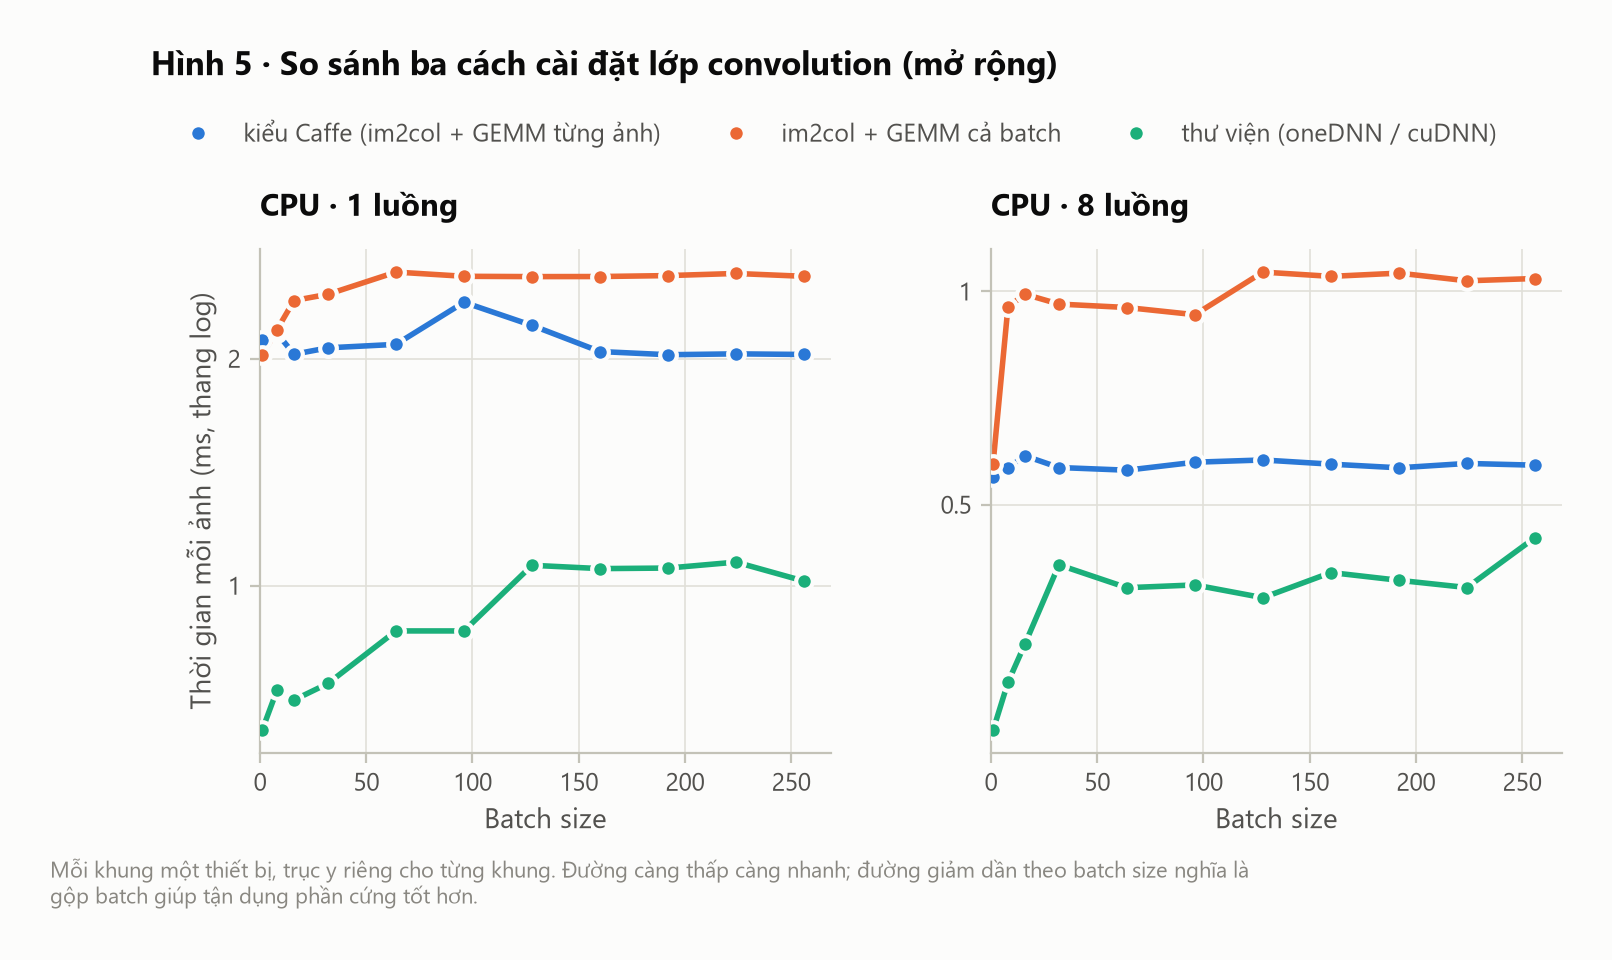 Hình 5 · So sánh ba cách cài đặt lớp convolution (mở rộng)
kiểu Caffe (im2col + GEMM từng ảnh)
im2col + GEMM cả batch
thư viện (oneDNN / cuDNN)
CPU · 1 luồng
Thời gian mỗi ảnh (ms, thang log)
2
1
0
50
100
150
200
250
Batch size
CPU · 8 luồng
1
0.5
0
50
100
150
200
250
Batch size
Mỗi khung một thiết bị, trục y riêng cho từng khung. Đường càng thấp càng nhanh; đường giảm dần theo batch size nghĩa là
gộp batch giúp tận dụng phần cứng tốt hơn.